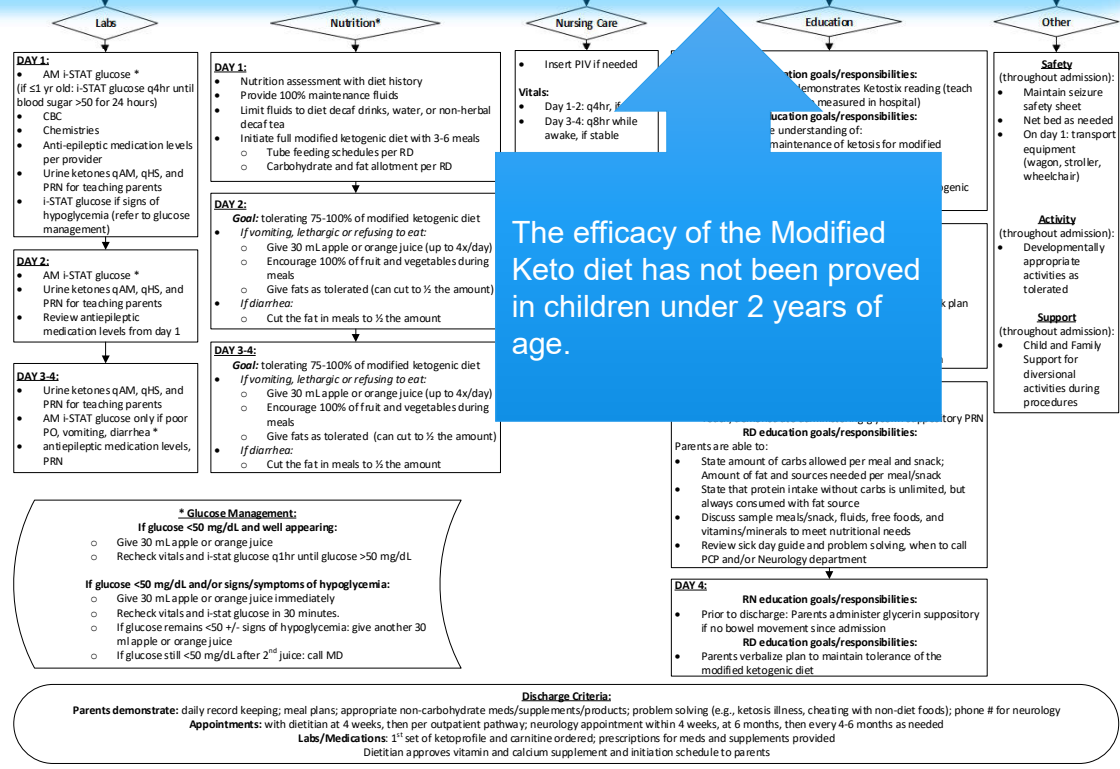 Labs
Nutrition*
Nursing Care
Education
Other
DAY 1:
• AM i-STAT glucose *
(if ≤1 yr old: i-STAT glucose q4hr until
blood sugar >50 for 24 hours)
• CBC
• Chemistries
• Anti-epileptic medication levels
per provider
• Urine ketones qAM, qHS, and
PRN for teaching parents
• i-STAT glucose if signs of
hypoglycemia (refer to glucose
management)
DAY 2:
• AM i-STAT glucose *
• Urine ketones qAM, qHS, and
PRN for teaching parents
• Review antiepileptic
medication levels from day 1
DAY 3-4:
• Urine ketones qAM, qHS, and
PRN for teaching parents
• AM i-STAT glucose only if poor
PO, vomiting, diarrhea *
• antiepileptic medication levels,
PRN
DAY 1:
• Nutrition assessment with diet history
• Provide 100% maintenance fluids
• Limit fluids to diet decaf drinks, water, or non-herbal
decaf tea
• Initiate full modified ketogenic diet with 3-6 meals
o Tube feeding schedules per RD
o Carbohydrate and fat allotment per RD
DAY 2:
Goal: tolerating 75-100% of modified ketogenic diet
• If vomiting, lethargic or refusing to eat:
o Give 30 mL apple or orange juice (up to 4x/day)
o Encourage 100% of fruit and vegetables during
meals
o Give fats as tolerated (can cut to ½ the amount)
• If diarrhea:
o Cut the fat in meals to ½ the amount
DAY 3-4:
Goal: tolerating 75-100% of modified ketogenic diet
• If vomiting, lethargic or refusing to eat:
o Give 30 mL apple or orange juice (up to 4x/day)
o Encourage 100% of fruit and vegetables during
meals
o Give fats as tolerated (can cut to ½ the amount)
• If diarrhea:
o Cut the fat in meals to ½ the amount
• Insert PIV if needed
Vitals:
• Day 1-2: q4hr, if
• Day 3-4: q8hr while
awake, if stable
goals/responsibilities:
demonstrates Ketostix reading (teach
measured in hospital)
goals/responsibilities:
understanding of:
maintenance of ketosis for modified
plan
The efficacy of the Modified
Keto diet has not been proved
in children under 2 years of
age.
PRN
RD education goals/responsibilities:
Parents are able to:
• State amount of carbs allowed per meal and snack;
Amount of fat and sources needed per meal/snack
• State that protein intake without carbs is unlimited, but
always consumed with fat source
• Discuss sample meals/snack, fluids, free foods, and
vitamins/minerals to meet nutritional needs
• Review sick day guide and problem solving, when to call
PCP and/or Neurology department
DAY 4:
RN education goals/responsibilities:
• Prior to discharge: Parents administer glycerin suppository
if no bowel movement since admission
RD education goals/responsibilities:
• Parents verbalize plan to maintain tolerance of the
modified ketogenic diet
Safety
(throughout admission):
• Maintain seizure
safety sheet
• Net bed as needed
• On day 1: transport
equipment
(wagon, stroller,
wheelchair)
Activity
(throughout admission):
• Developmentally
appropriate
activities as
tolerated
Support
(throughout admission):
• Child and Family
Support for
diversional
activities during
procedures
* Glucose Management:
If glucose <50 mg/dL and well appearing:
o Give 30 mL apple or orange juice
o Recheck vitals and i-stat glucose q1hr until glucose >50 mg/dL
If glucose <50 mg/dL and/or signs/symptoms of hypoglycemia:
o Give 30 mL apple or orange juice immediately
o Recheck vitals and i-stat glucose in 30 minutes.
o If glucose remains <50 +/- signs of hypoglycemia: give another 30
ml apple or orange juice
o If glucose still <50 mg/dL after 2nd juice: call MD
Discharge Criteria:
Parents demonstrate: daily record keeping; meal plans; appropriate non-carbohydrate meds/supplements/products; problem solving (e.g., ketosis illness, cheating with non-diet foods); phone # for neurology
Appointments: with dietitian at 4 weeks, then per outpatient pathway; neurology appointment within 4 weeks, at 6 months, then every 4-6 months as needed
Labs/Medications: 1st set of ketoprofile and carnitine ordered; prescriptions for meds and supplements provided
Dietitian approves vitamin and calcium supplement and initiation schedule to parents